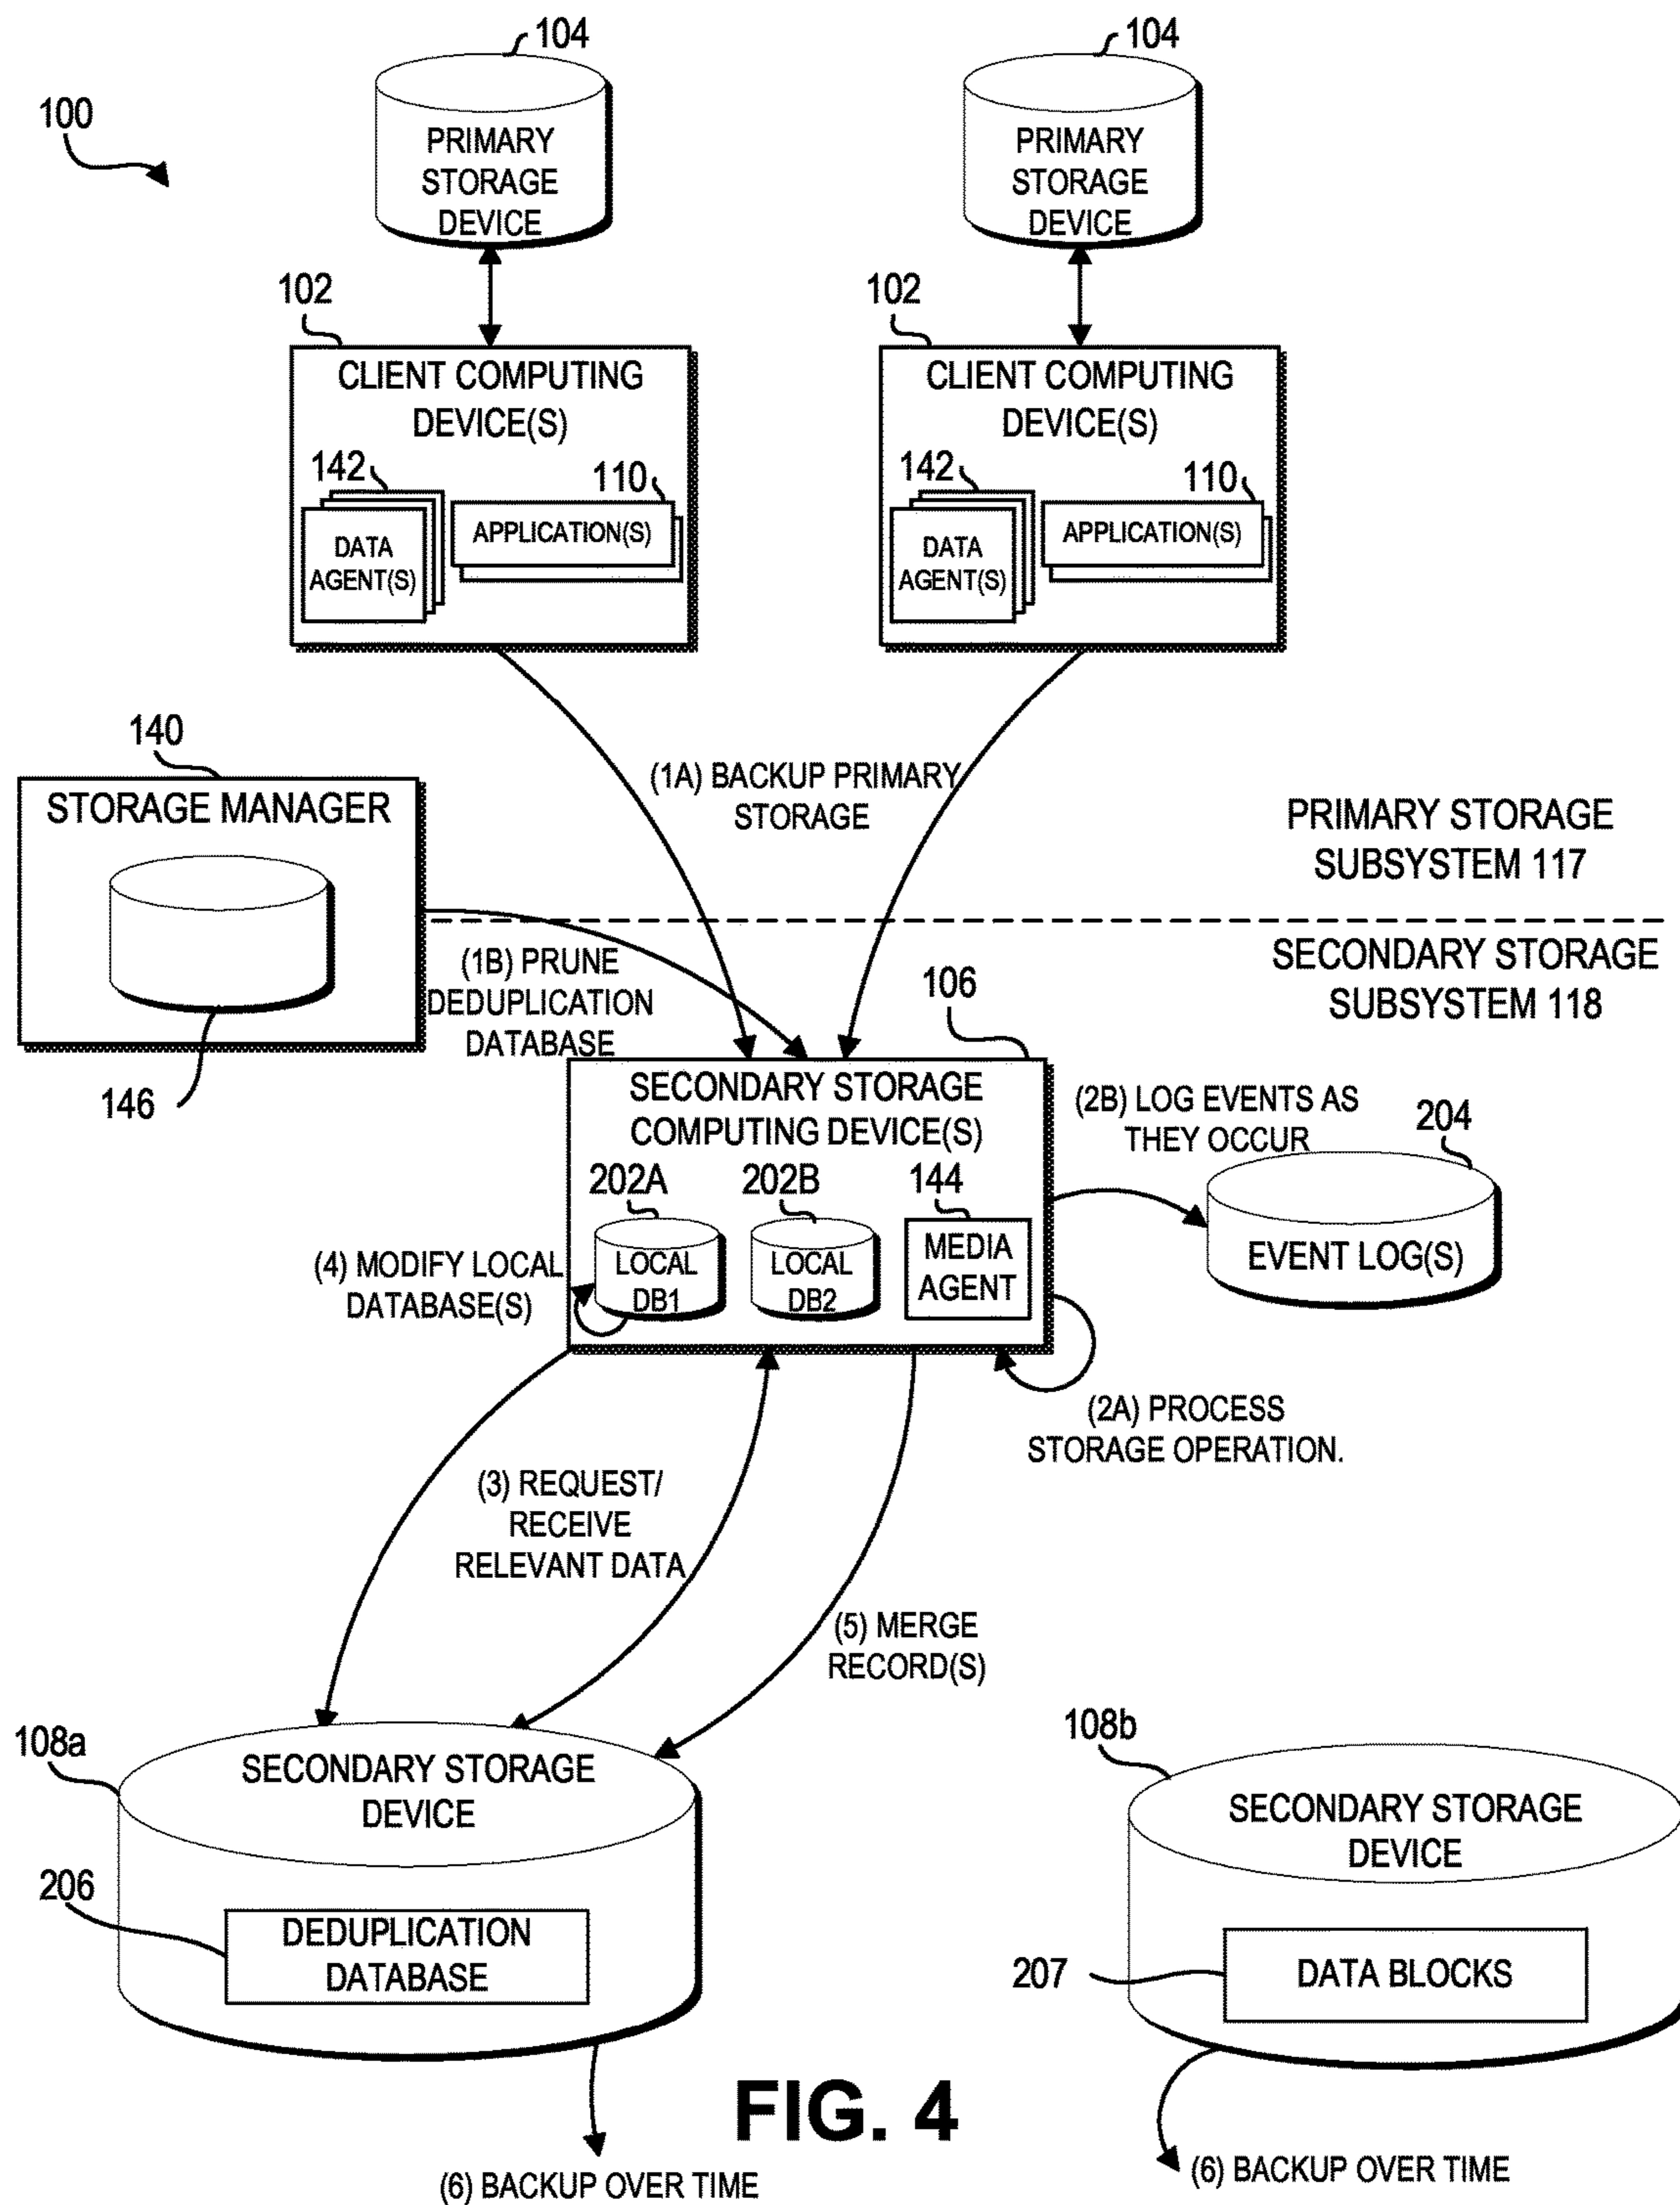 104
104
100
PRIMARY
STORAGE
DEVICE
PRIMARY
STORAGE
DEVICE
102
102
CLIENT COMPUTING
DEVICE(S)
CLIENT COMPUTING
DEVICE(S)
142
110
142
110
DATA
AGENT(S)
APPLICATION(S)
DATA
AGENT(S)
APPLICATION(S)
140
STORAGE MANAGER
(1A) BACKUP PRIMARY
STORAGE
PRIMARY STORAGE
SUBSYSTEM 117
(1B) PRUNE
DEDUPLICATION
DATABASE
SECONDARY STORAGE
SUBSYSTEM 118
146
106
SECONDARY STORAGE
COMPUTING DEVICE(S)
(2B) LOG EVENTS AS
THEY OCCUR
204
202A
202B
144
(4) MODIFY LOCAL
DATABASE(S)
LOCAL
DB1
LOCAL
DB2
MEDIA
AGENT
EVENT LOG(S)
(2A) PROCESS
STORAGE OPERATION.
(3) REQUEST/
RECEIVE
RELEVANT DATA
(5) MERGE
RECORD(S)
108a
SECONDARY STORAGE
DEVICE
108b
SECONDARY STORAGE
DEVICE
206
DEDUPLICATION
DATABASE
207
DATA BLOCKS
FIG. 4
(6) BACKUP OVER TIME
(6) BACKUP OVER TIME